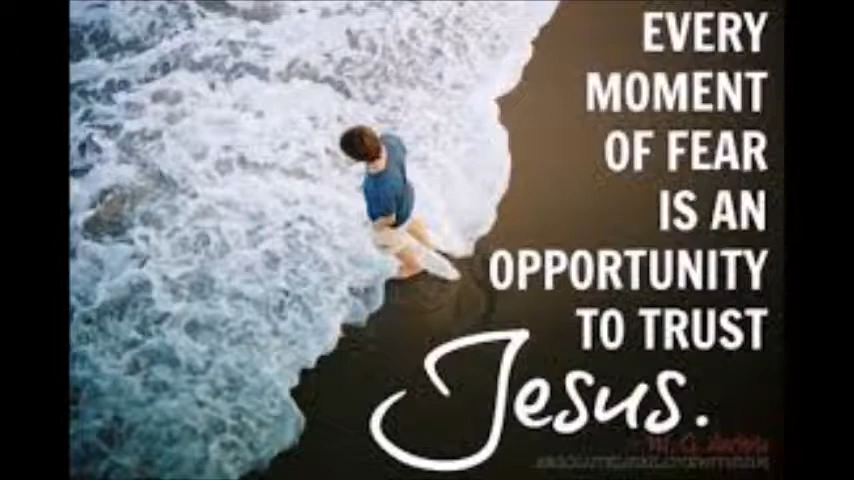 EVERY
MOMENT
OF FEAR
IS AN
OPPORTUNITY
TO TRUST
Jesus.